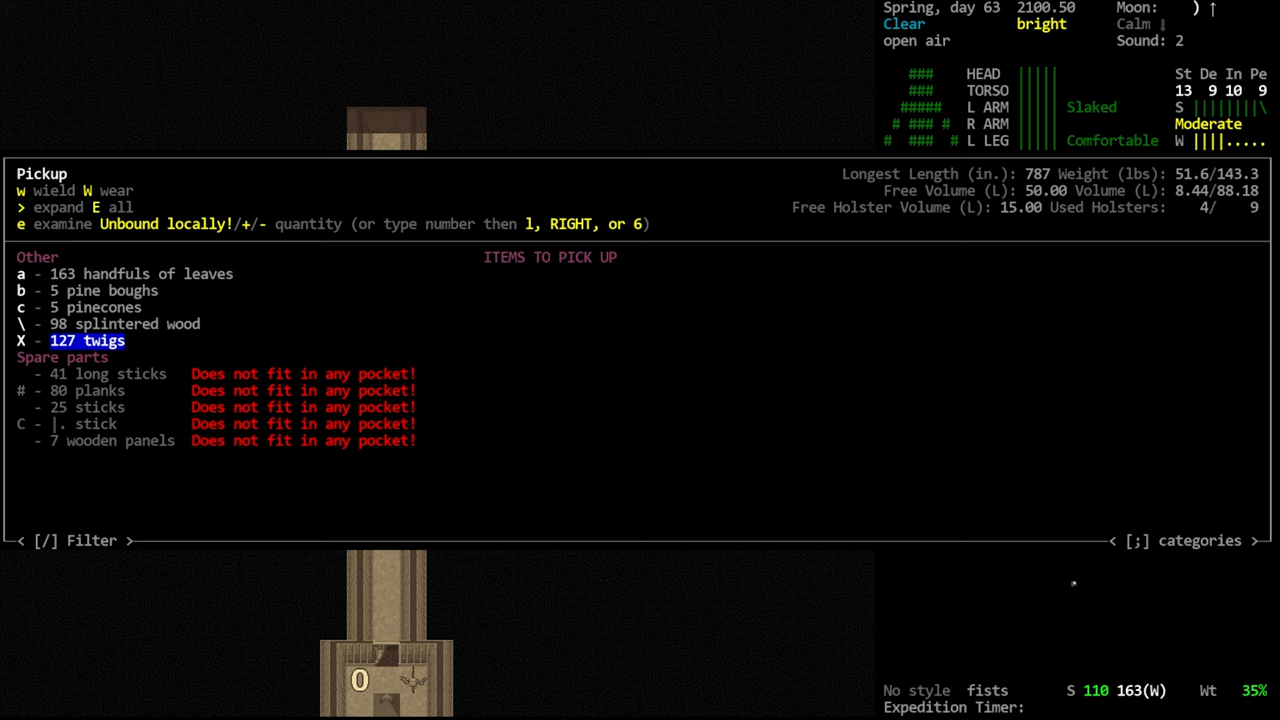 Spring, day 63 2100.50 Moon: ) ↑
Clear bright Calm
open air Sound: 2
### HEAD ||||| St De In Pe
### TORSO ||||| 13 9 10 9
##### L ARM ||||| Slaked S ||||||||\
# ### # R ARM ||||| Moderate
# ### # L LEG ||||| Comfortable W ||||.....
Pickup Longest Length (in.): 787 Weight (lbs): 51.6/143.3
w wield W wear Free Volume (L): 50.00 Volume (L): 8.44/88.18
> expand E all Free Holster Volume (L): 15.00 Used Holsters: 4/ 9
e examine Unbound locally!/+/- quantity (or type number then l, RIGHT, or 6)
Other ITEMS TO PICK UP
a - 163 handfuls of leaves
b - 5 pine boughs
c - 5 pinecones
\ - 98 splintered wood
X - 127 twigs
Spare parts
- 41 long sticks Does not fit in any pocket!
# - 80 planks Does not fit in any pocket!
- 25 sticks Does not fit in any pocket!
C - |. stick Does not fit in any pocket!
- 7 wooden panels Does not fit in any pocket!
< [/] Filter > < [;] categories >
0
No style fists S 110 163(W) Wt 35%
Expedition Timer: